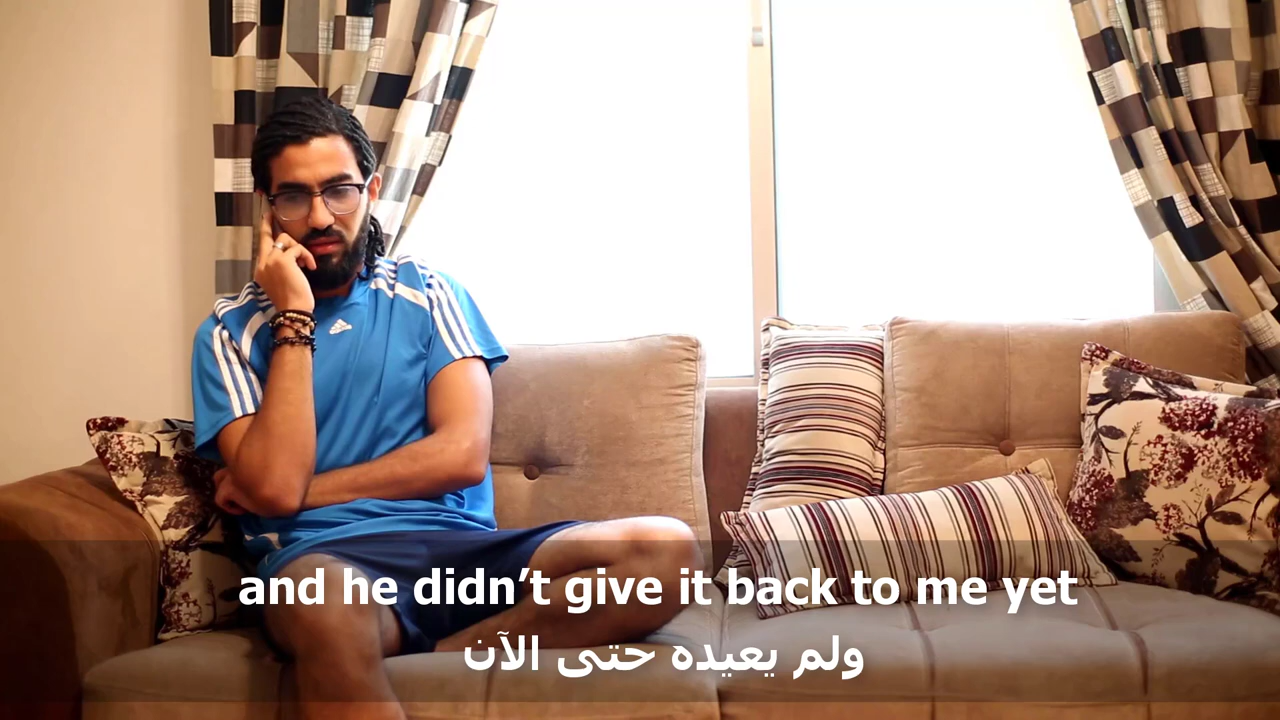 and he didn’t give it back to me yet
ولم يعيده حتى الآن